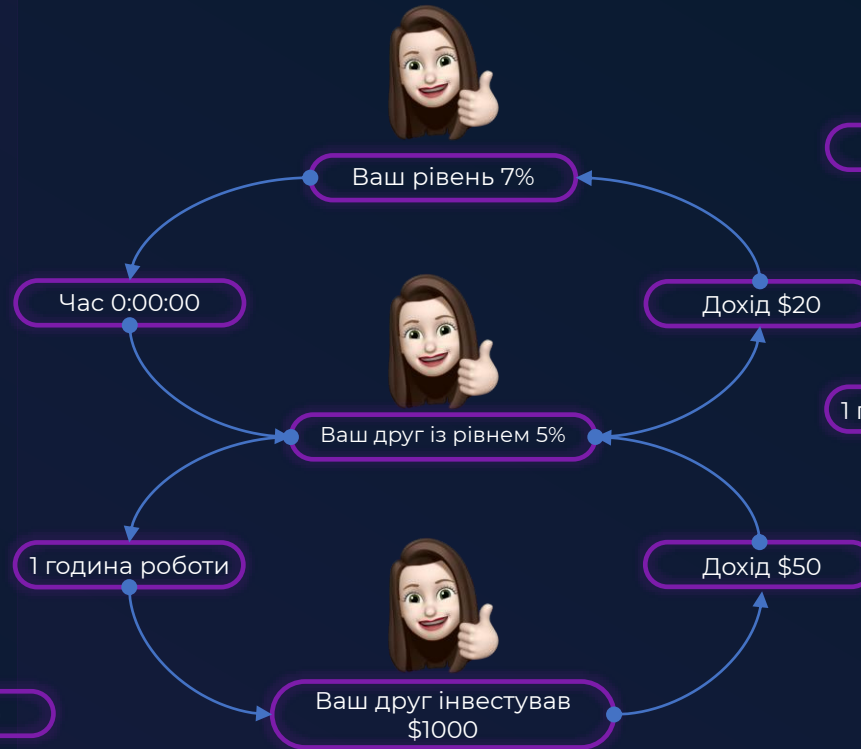 Ваш рівень 7%
Час 0:00:00
Дохід $20
Ваш друг із рівнем 5%
1 година роботи
Дохід $50
Ваш друг інвестував
$1000